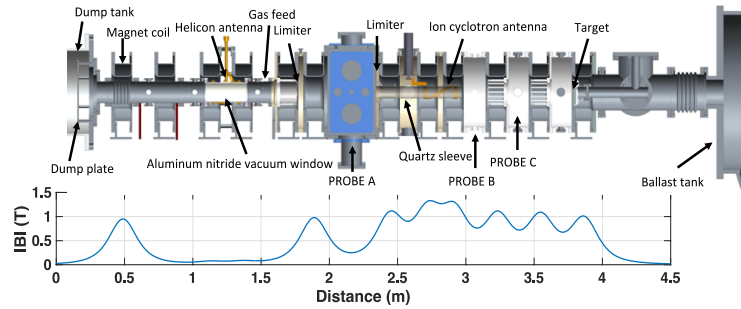 Dump tank
Magnet coil
Helicon antenna
Gas feed
Limiter
Limiter
Ion cyclotron antenna
Target
Dump plate
Aluminum nitride vacuum window
PROBE A
Quartz sleeve
PROBE B
PROBE C
Ballast tank
IBI (T)
1.5
1
0.5
0
0
0.5
1
1.5
2
2.5
3
3.5
4
4.5
Distance (m)